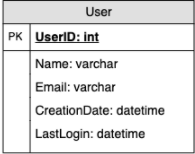 User
PK UserID: int
Name: varchar
Email: varchar
CreationDate: datetime
LastLogin: datetime